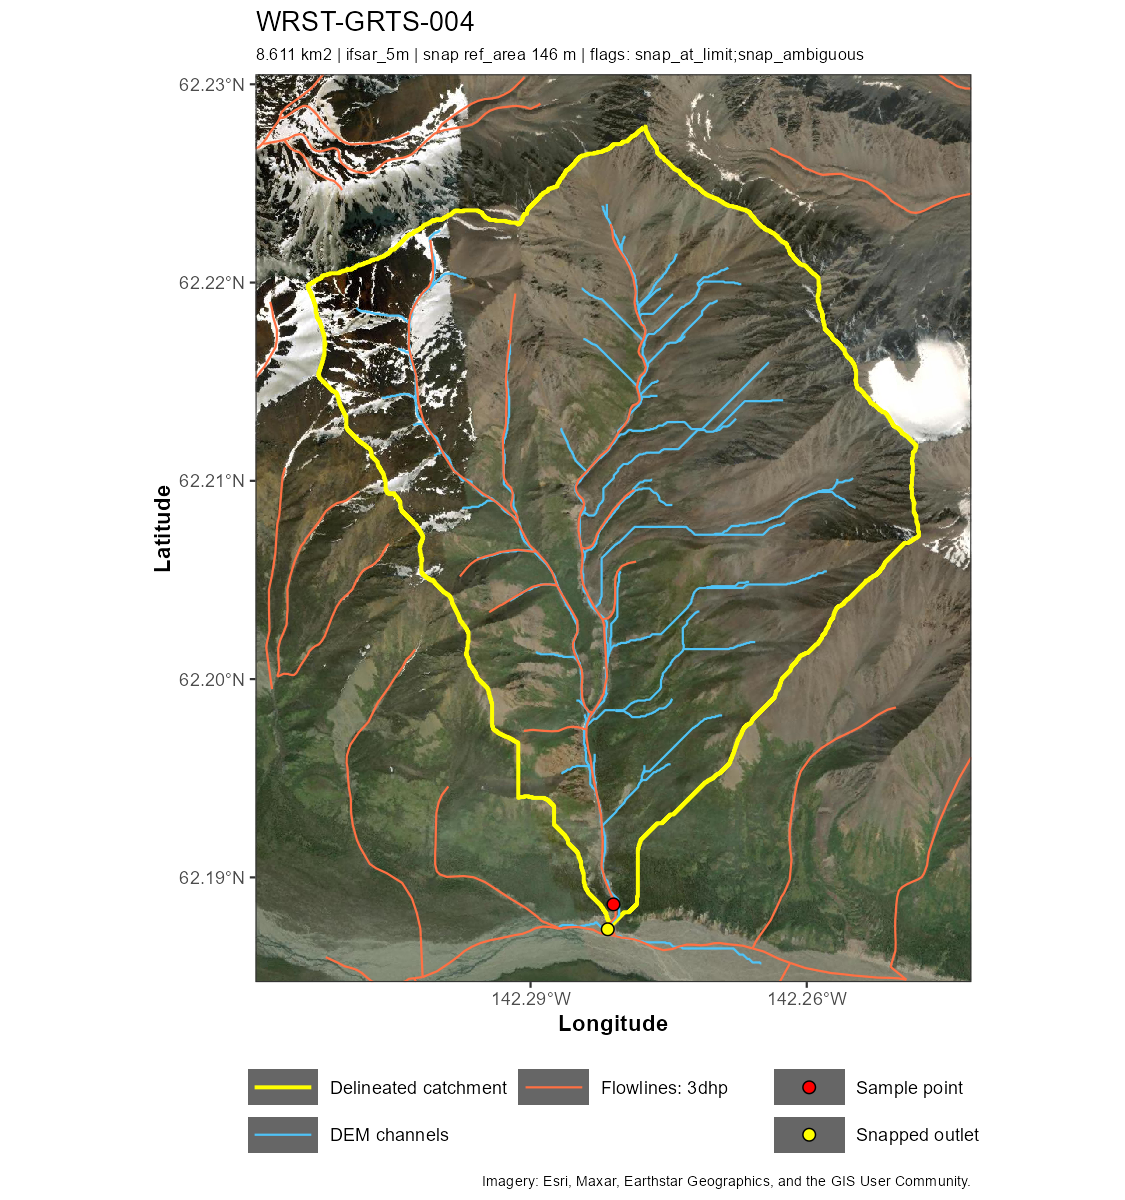 WRST-GRTS-004
8.611 km2 | ifsar_5m | snap ref_area 146 m | flags: snap_at_limit;snap_ambiguous
62.23°N
62.22°N
62.21°N
62.20°N
62.19°N
Latitude
142.29°W 142.26°W
Longitude
Delineated catchment Flowlines: 3dhp Sample point
DEM channels Snapped outlet
Imagery: Esri, Maxar, Earthstar Geographics, and the GIS User Community.